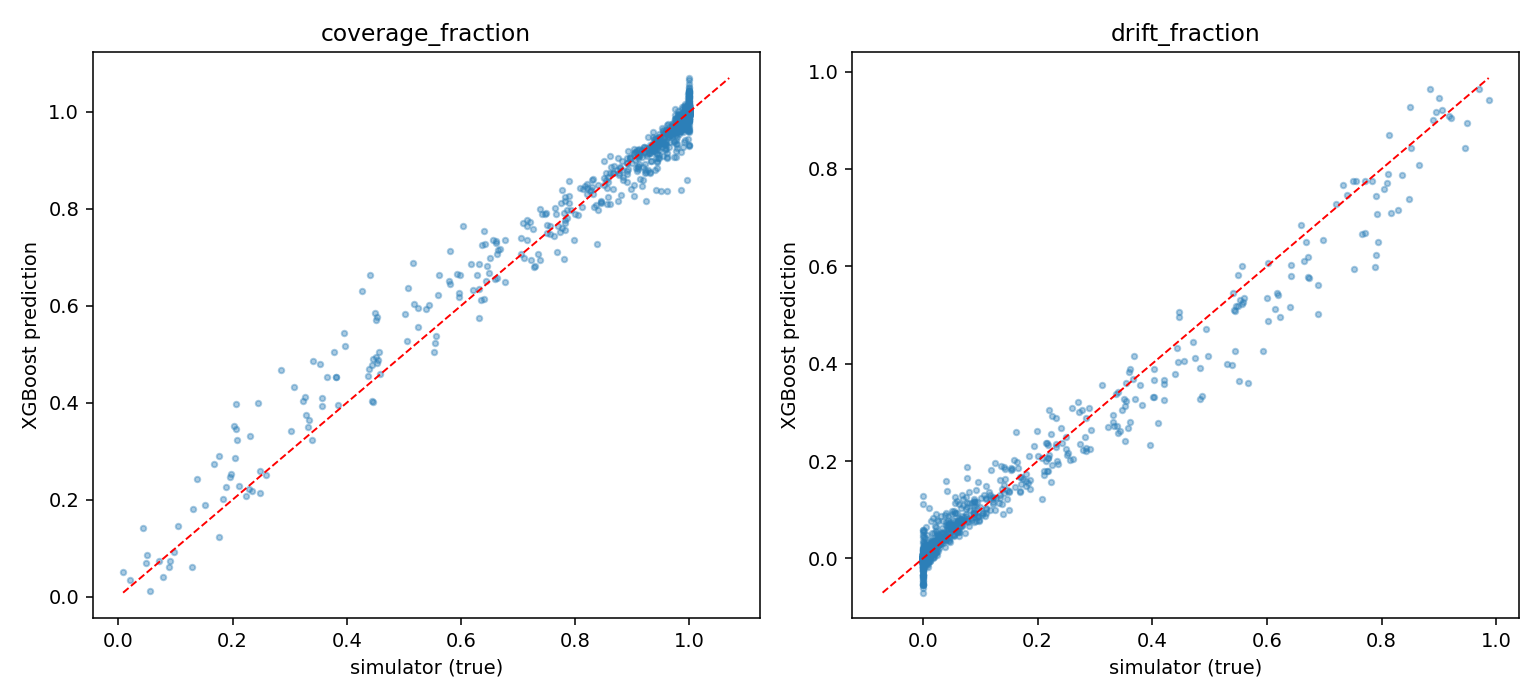 coverage_fraction
XGBoost prediction
1.0
0.8
0.6
0.4
0.2
0.0
0.0 0.2 0.4 0.6 0.8 1.0
simulator (true)
drift_fraction
XGBoost prediction
1.0
0.8
0.6
0.4
0.2
0.0
0.0 0.2 0.4 0.6 0.8 1.0
simulator (true)